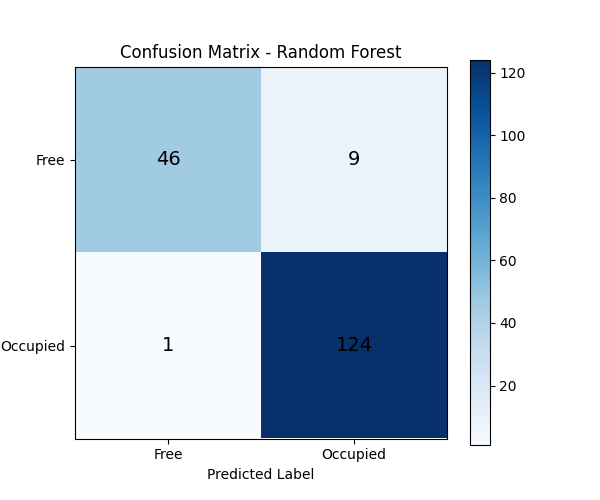 Confusion Matrix - Random Forest
Free
46
9
Occupied
1
124
Free
Occupied
Predicted Label
120
100
80
60
40
20